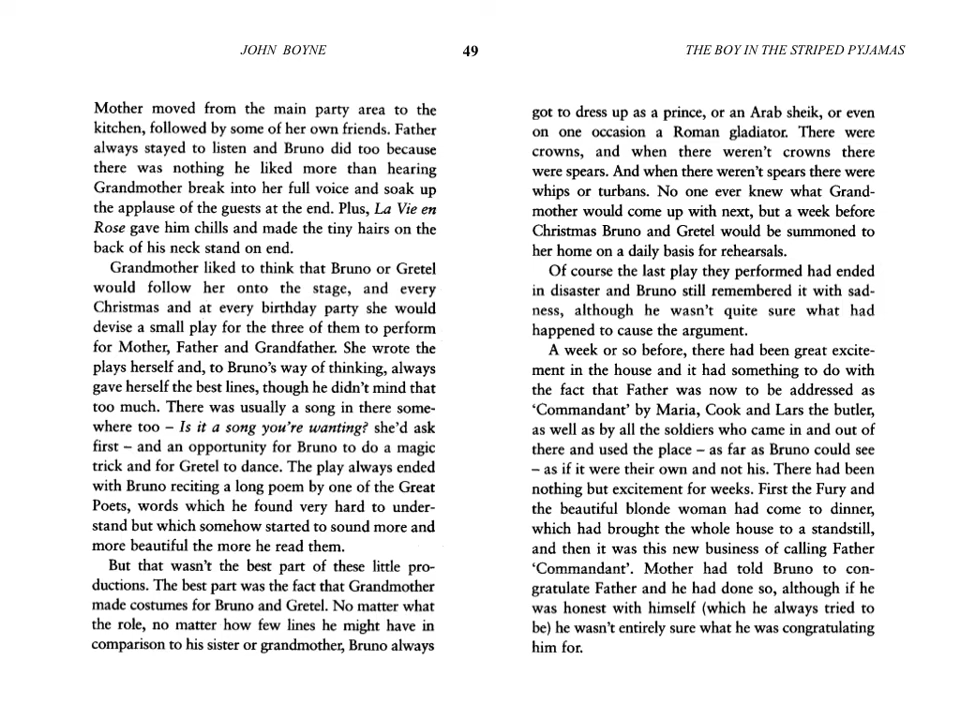 JOHN BOYNE
49
THE BOY IN THE STRIPED PYJAMAS
Mother moved from the main party area to the
kitchen, followed by some of her own friends. Father
always stayed to listen and Bruno did too because
there was nothing he liked more than hearing
Grandmother break into her full voice and soak up
the applause of the guests at the end. Plus, La Vie en
Rose gave him chills and made the tiny hairs on the
back of his neck stand on end.
Grandmother liked to think that Bruno or Gretel
would follow her onto the stage, and every
Christmas and at every birthday party she would
devise a small play for the three of them to perform
for Mother, Father and Grandfather. She wrote the
plays herself and, to Bruno's way of thinking, always
gave herself the best lines, though he didn't mind that
too much. There was usually a song in there some-
where too – Is it a song you're wanting? she'd ask
first – and an opportunity for Bruno to do a magic
trick and for Gretel to dance. The play always ended
with Bruno reciting a long poem by one of the Great
Poets, words which he found very hard to under-
stand but which somehow started to sound more and
more beautiful the more he read them.
But that wasn't the best part of these little pro-
ductions. The best part was the fact that Grandmother
made costumes for Bruno and Gretel. No matter what
the role, no matter how few lines he might have in
comparison to his sister or grandmother, Bruno always
got to dress up as a prince, or an Arab sheik, or even
on one occasion a Roman gladiator. There were
crowns, and when there weren't crowns there
were spears. And when there weren't spears there were
whips or turbans. No one ever knew what Grand-
mother would come up with next, but a week before
Christmas Bruno and Gretel would be summoned to
her home on a daily basis for rehearsals.
Of course the last play they performed had ended
in disaster and Bruno still remembered it with sad-
ness, although he wasn't quite sure what had
happened to cause the argument.
A week or so before, there had been great excite-
ment in the house and it had something to do with
the fact that Father was now to be addressed as
'Commandant' by Maria, Cook and Lars the butler,
as well as by all the soldiers who came in and out of
there and used the place – as far as Bruno could see
– as if it were their own and not his. There had been
nothing but excitement for weeks. First the Fury and
the beautiful blonde woman had come to dinner,
which had brought the whole house to a standstill,
and then it was this new business of calling Father
'Commandant'. Mother had told Bruno to con-
gratulate Father and he had done so, although if he
was honest with himself (which he always tried to
be) he wasn't entirely sure what he was congratulating
him for.